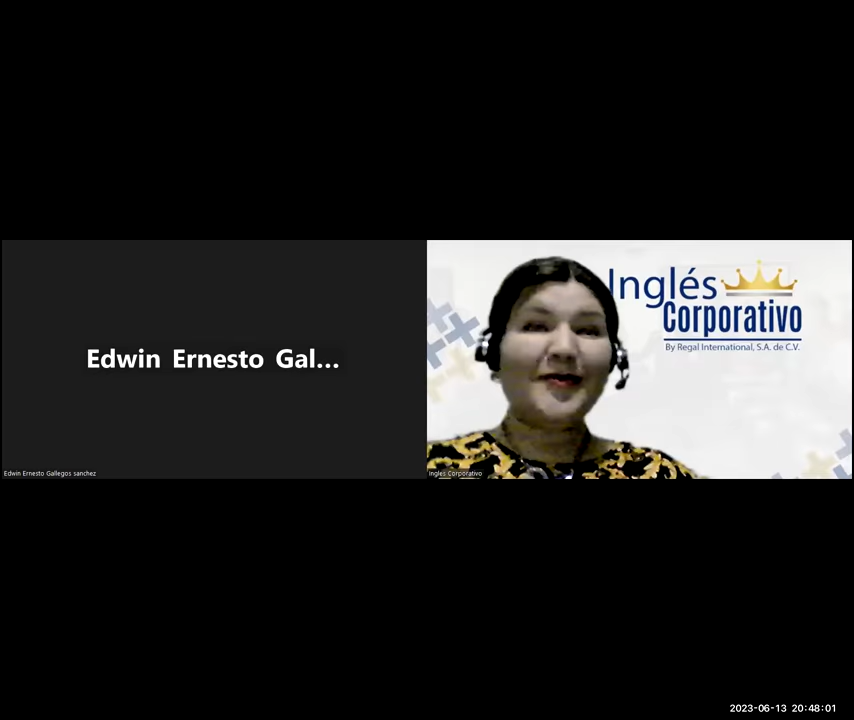 Edwin Ernesto Gal...
Edwin Ernesto Gallegos sanchez
Inglés
Corporativo
By Regal International, S.A. de C.V.
Ingles Corporativo
2023-06-13 20:48:01